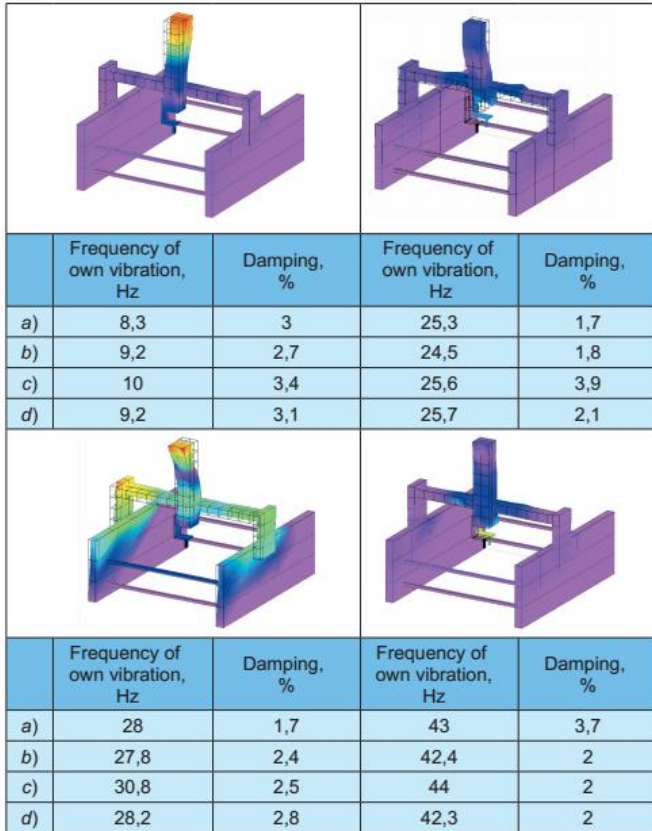 Frequency of own vibration, Hz Damping, % Frequency of own vibration, Hz Damping, %
a) 8,3 3 25,3 1,7
b) 9,2 2,7 24,5 1,8
c) 10 3,4 25,6 3,9
d) 9,2 3,1 25,7 2,1
Frequency of own vibration, Hz Damping, % Frequency of own vibration, Hz Damping, %
a) 28 1,7 43 3,7
b) 27,8 2,4 42,4 2
c) 30,8 2,5 44 2
d) 28,2 2,8 42,3 2